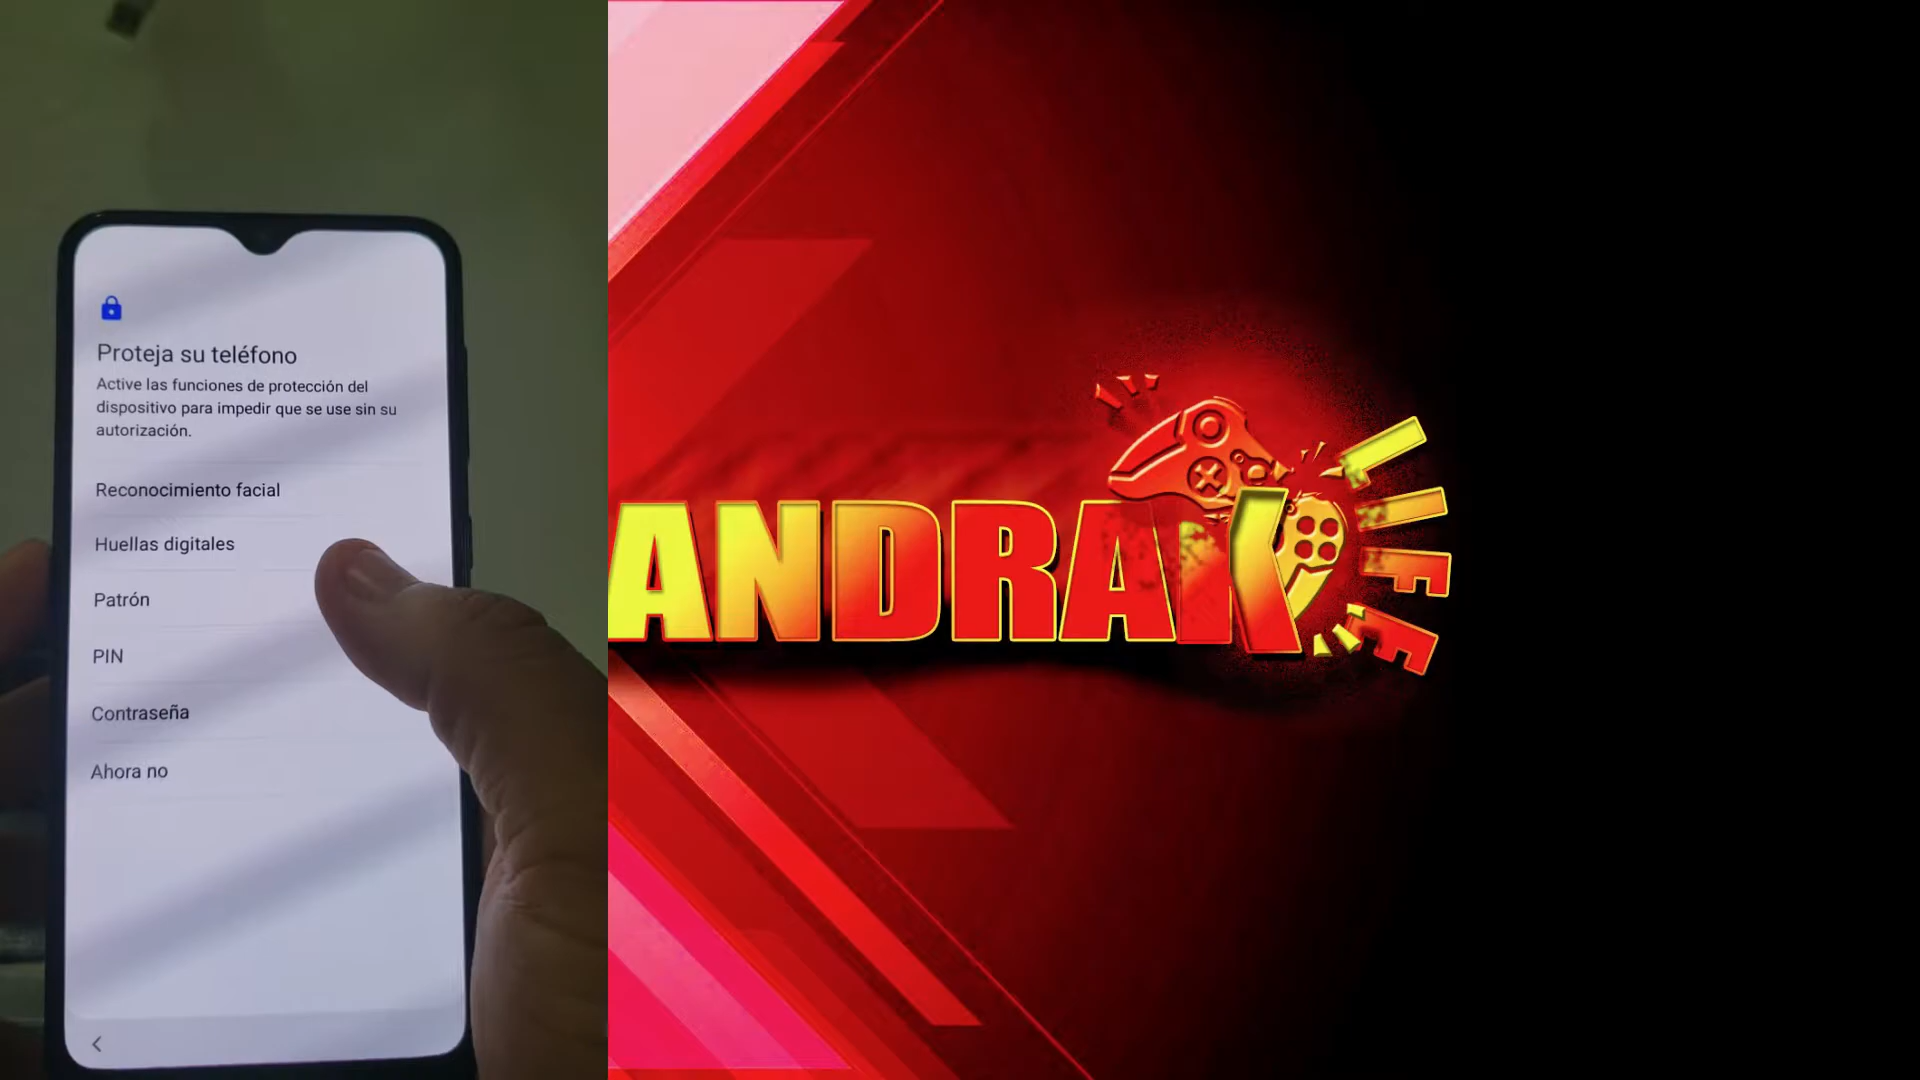 Proteja su teléfono
Active las funciones de protección del
dispositivo para impedir que se use sin su
autorización.
Reconocimiento facial
Huellas digitales
Patrón
PIN
Contraseña
Ahora no
ANDRAK
LIFE